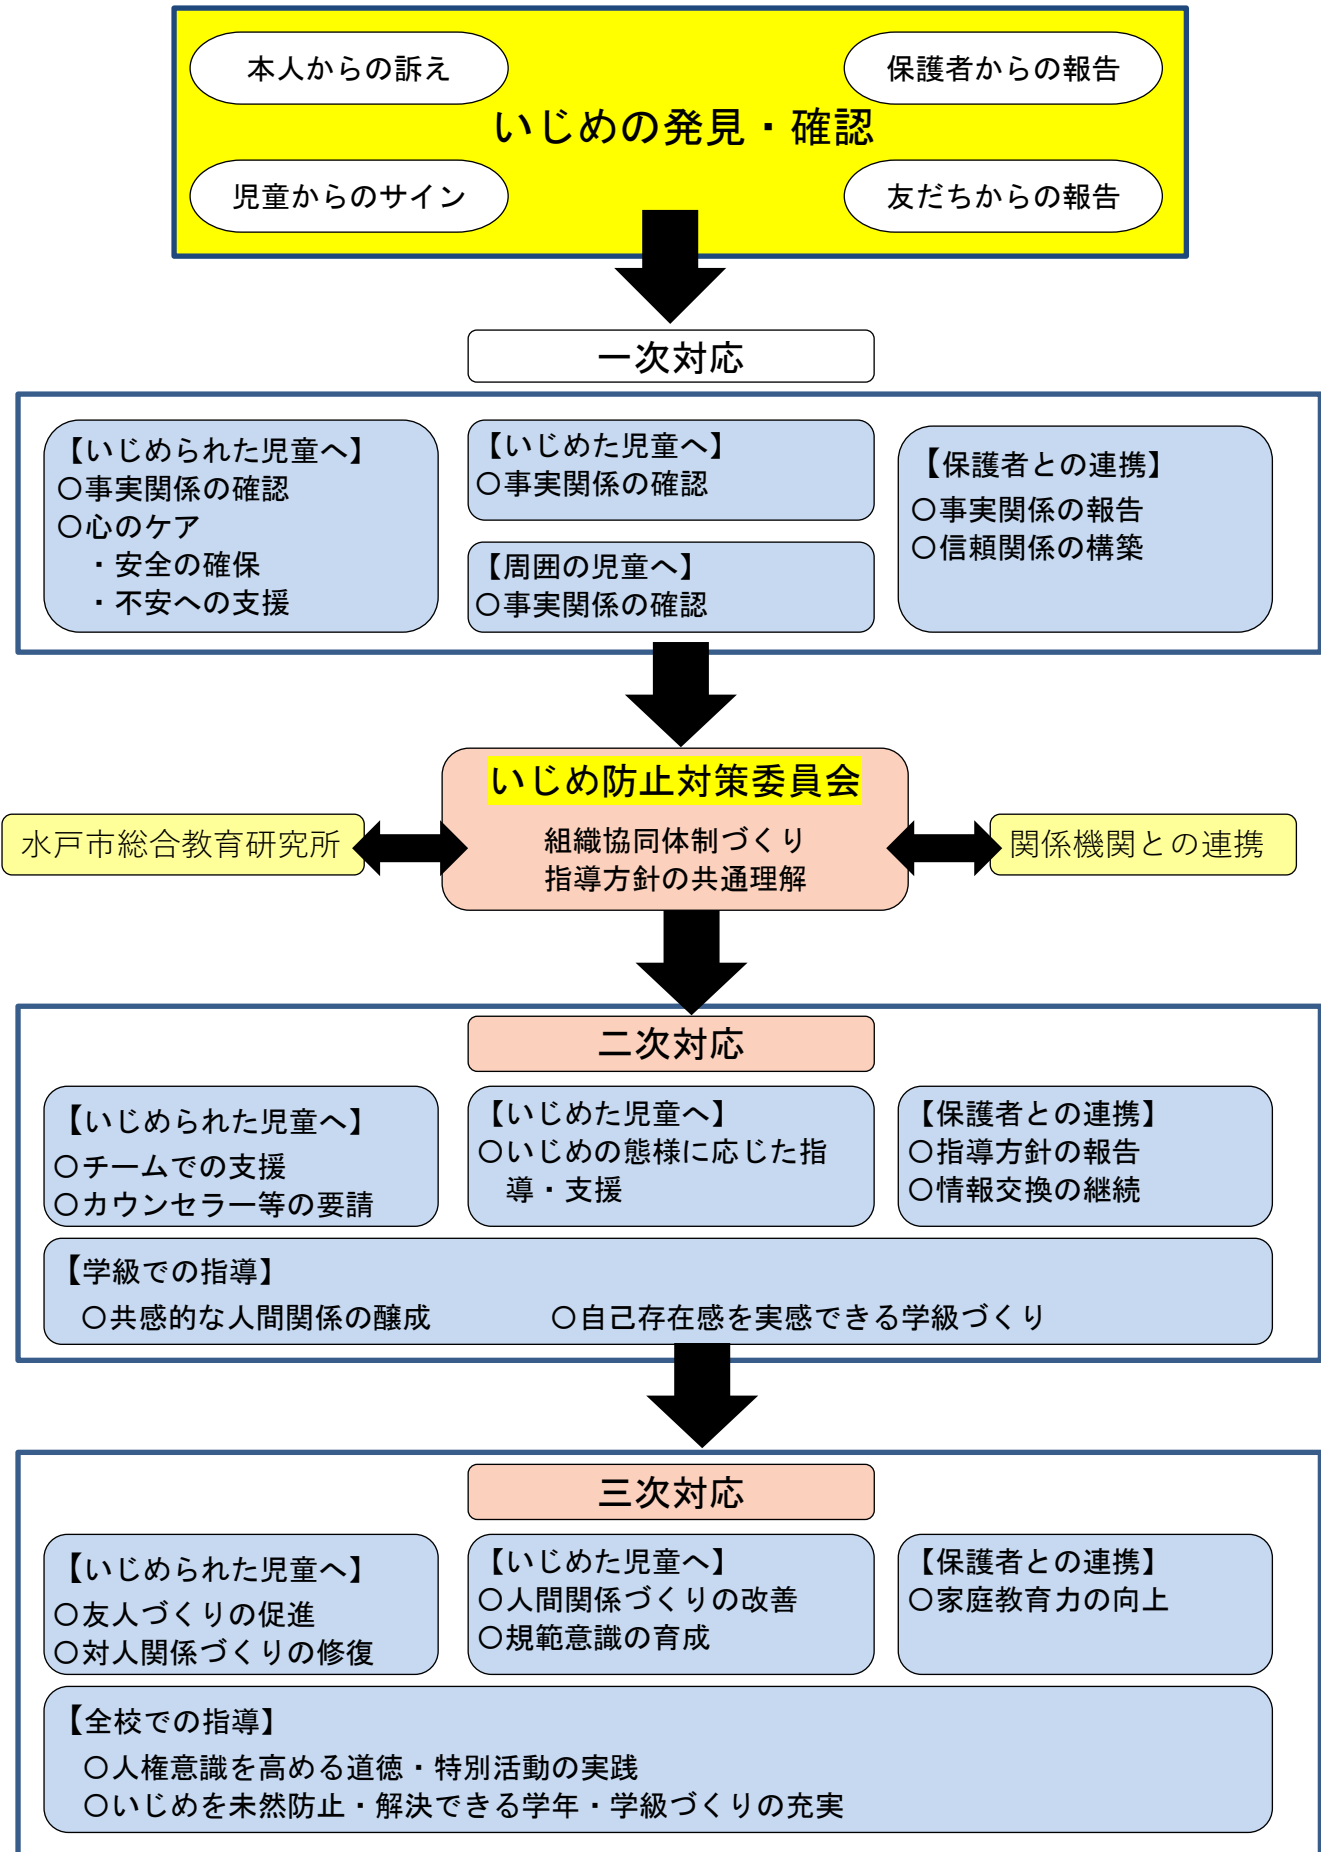 本人からの訴え
保護者からの報告
いじめの発見・確認
児童からのサイン
友だちからの報告
一次対応
【いじめられた児童へ】
○事実関係の確認
○心のケア
・安全の確保
・不安への支援
【いじめた児童へ】
○事実関係の確認
【周囲の児童へ】
○事実関係の確認
【保護者との連携】
○事実関係の報告
○信頼関係の構築
いじめ防止対策委員会
組織協同体制づくり
指導方針の共通理解
水戸市総合教育研究所
関係機関との連携
二次対応
【いじめられた児童へ】
○チームでの支援
○カウンセラー等の要請
【いじめた児童へ】
○いじめの態様に応じた指
導・支援
【保護者との連携】
○指導方針の報告
○情報交換の継続
【学級での指導】
○共感的な人間関係の醸成 ○自己存在感を実感できる学級づくり
三次対応
【いじめられた児童へ】
○友人づくりの促進
○対人関係づくりの修復
【いじめた児童へ】
○人間関係づくりの改善
○規範意識の育成
【保護者との連携】
○家庭教育力の向上
【全校での指導】
○人権意識を高める道徳・特別活動の実践
○いじめを未然防止・解決できる学年・学級づくりの充実